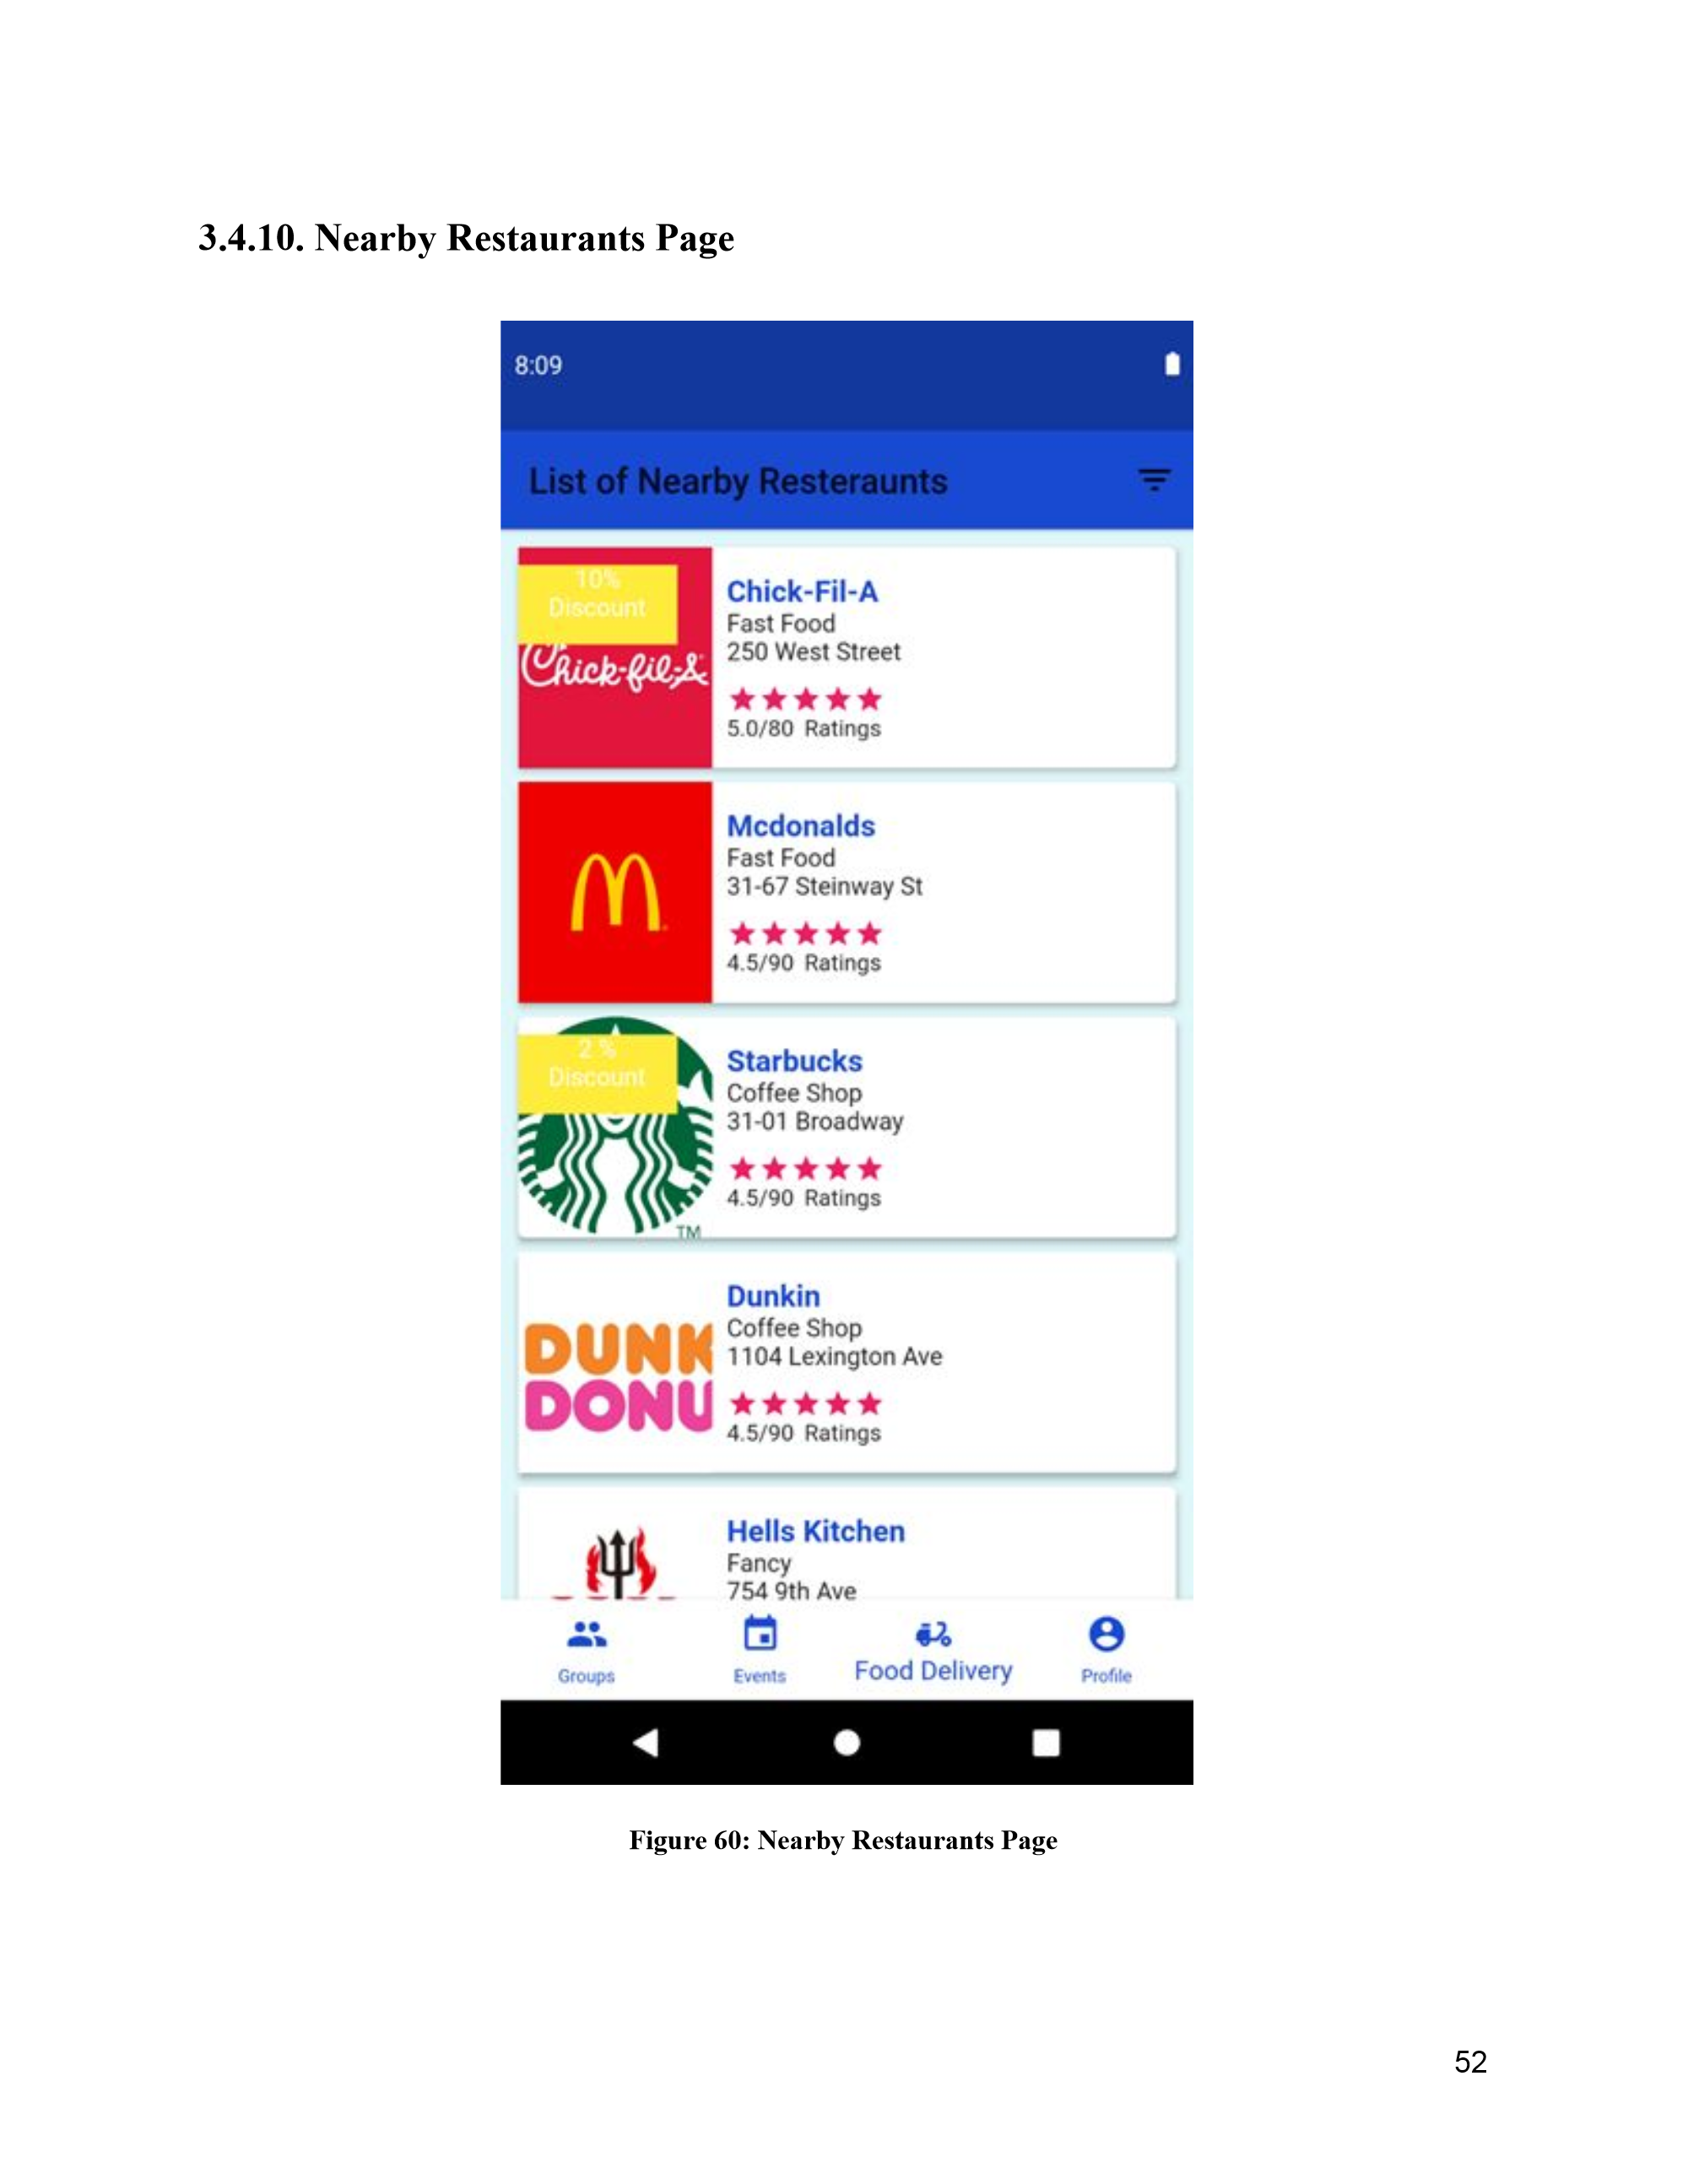 3.4.10. Nearby Restaurants Page
8:09
List of Nearby Resteraunts
10%
Discount
Chick-fil-A
Chick-Fil-A
Fast Food
250 West Street
5.0/80 Ratings
Mcdonalds
Fast Food
31-67 Steinway St
4.5/90 Ratings
2 %
Discount
TM
Starbucks
Coffee Shop
31-01 Broadway
4.5/90 Ratings
DUNK
DONU
Dunkin
Coffee Shop
1104 Lexington Ave
4.5/90 Ratings
Hells Kitchen
Fancy
754 9th Ave
Groups
Events
Food Delivery
Profile
Figure 60: Nearby Restaurants Page
52